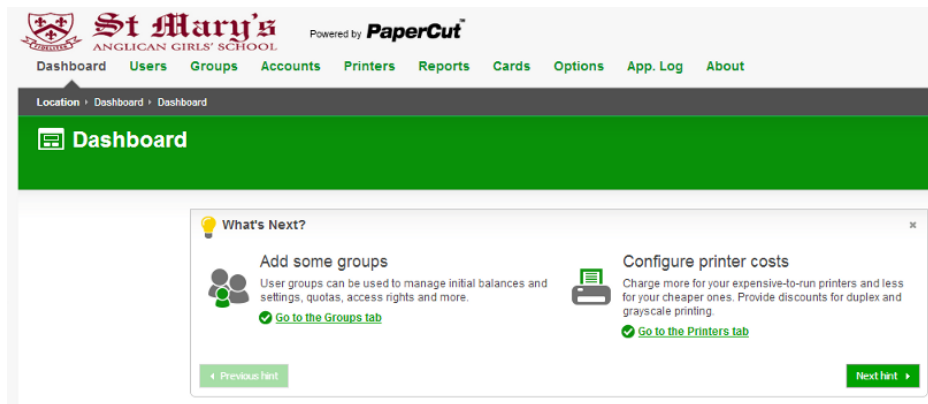 St Mary's
ANGLICAN GIRLS' SCHOOL
Powered by PaperCut™
Dashboard Users Groups Accounts Printers Reports Cards Options App. Log About
Location › Dashboard › Dashboard
Dashboard
What's Next?
Add some groups
User groups can be used to manage initial balances and
settings, quotas, access rights and more.
Go to the Groups tab
Configure printer costs
Charge more for your expensive-to-run printers and less
for your cheaper ones. Provide discounts for duplex and
grayscale printing.
Go to the Printers tab
Previous hint
Next hint